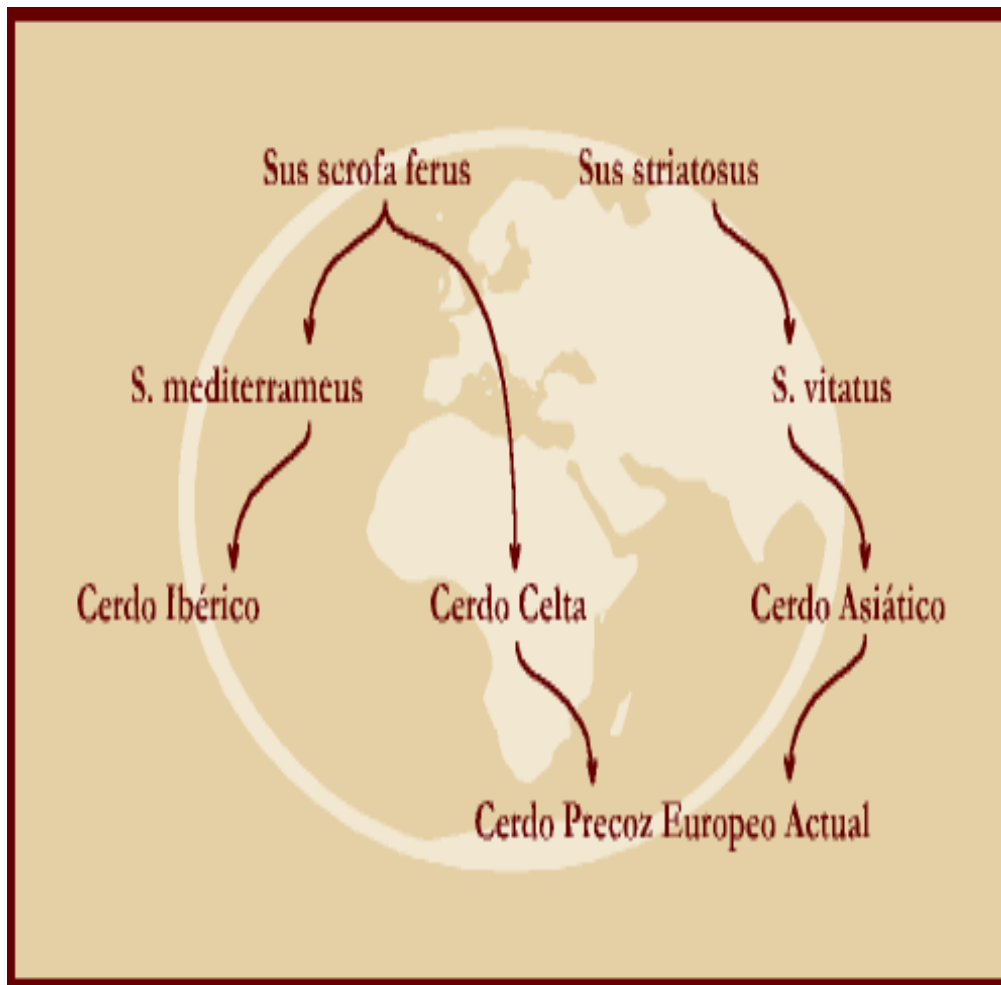 Sus scrofa ferus
Sus striatosus
S. mediterrameus
S. vitatus
Cerdo Ibérico
Cerdo Celta
Cerdo Asiático
Cerdo Precoz Europeo Actual